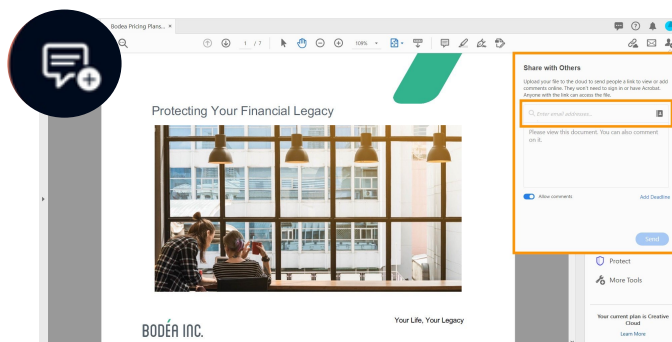 Bodea Pricing Plans... ×
1 / 7
109%
Share with Others
Upload your file to the cloud to send people a link to view or add
comments online. They won't need to sign in or have Acrobat.
Anyone with the link can access the file.
Enter email addresses...
Please view this document. You can also comment
on it.
Allow comments
Add Deadline
Send
Protecting Your Financial Legacy
Protect
More Tools
Your current plan is Creative
Cloud
Learn More
Your Life, Your Legacy
BODÉA INC.